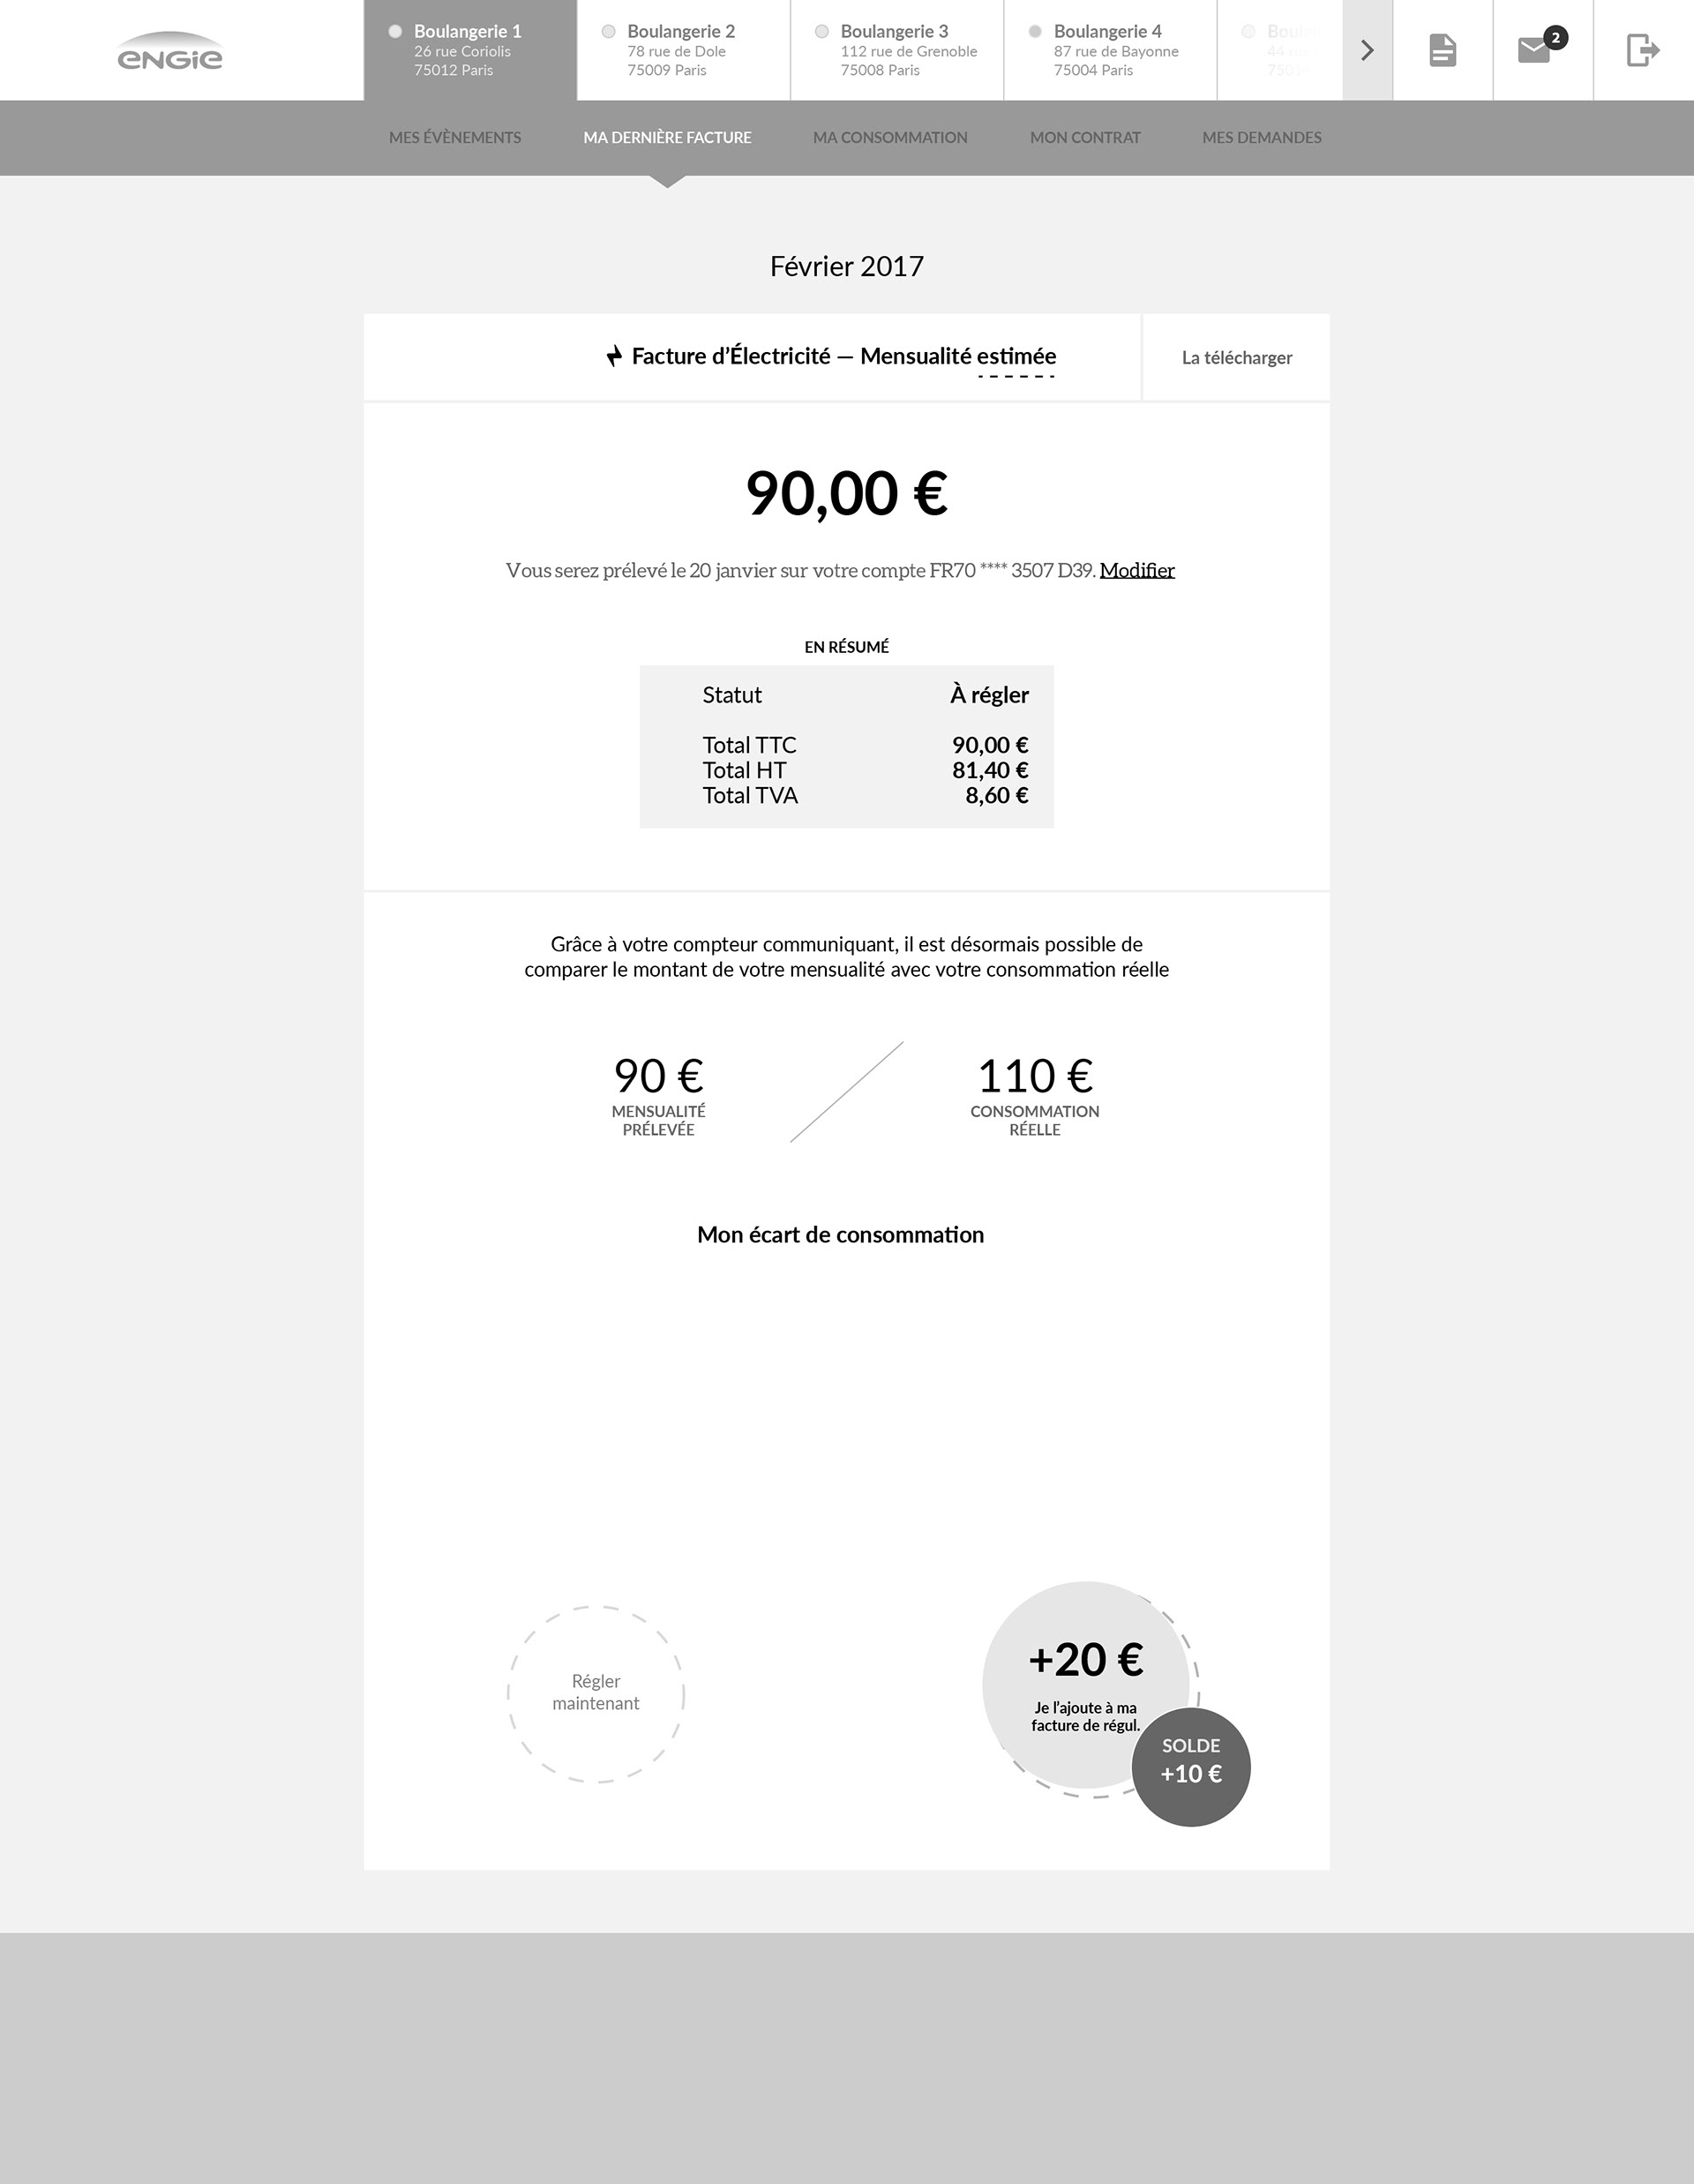 ENGIE
Boulangerie 1
26 rue Coriolis
75012 Paris
Boulangerie 2
78 rue de Dole
75009 Paris
Boulangerie 3
112 rue de Grenoble
75008 Paris
Boulangerie 4
87 rue de Bayonne
75004 Paris
44
2
MES ÉVÈNEMENTS
MA DERNIÈRE FACTURE
MA CONSOMMATION
MON CONTRAT
MES DEMANDES
Février 2017
Facture d’Électricité — Mensualité estimée
La télécharger
90,00 €
Vous serez prélevé le 20 janvier sur votre compte FR70 **** 3507 D39. Modifier
EN RÉSUMÉ
Statut À régler
Total TTC 90,00 €
Total HT 81,40 €
Total TVA 8,60 €
Grâce à votre compteur communiquant, il est désormais possible de
comparer le montant de votre mensualité avec votre consommation réelle
90 €
MENSUALITÉ
PRÉLEVÉE
110 €
CONSOMMATION
RÉELLE
Mon écart de consommation
Régler
maintenant
+20 €
Je l’ajoute à ma
facture de régul.
SOLDE
+10 €